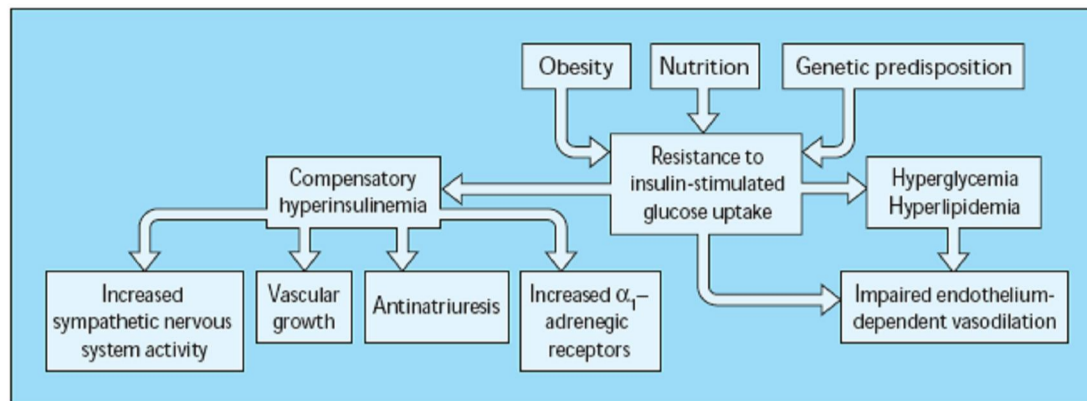 Obesity
Nutrition
Genetic predisposition
Resistance to
insulin-stimulated
glucose uptake
Compensatory
hyperinsulinemia
Hyperglycemia
Hyperlipidemia
Increased
sympathetic nervous
system activity
Vascular
growth
Antinatriuresis
Increased α₁–
adrenegic
receptors
Impaired endothelium-
dependent vasodilation